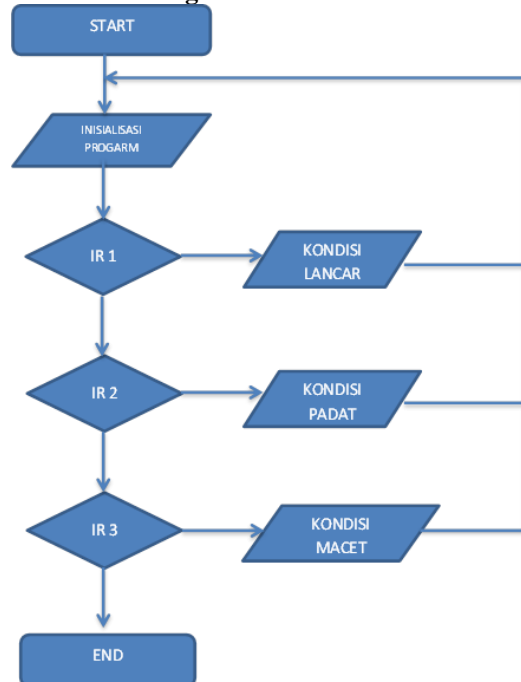 START
INISIALISASI
PROGARM
IR 1
KONDISI
LANCAR
IR 2
KONDISI
PADAT
IR 3
KONDISI
MACET
END